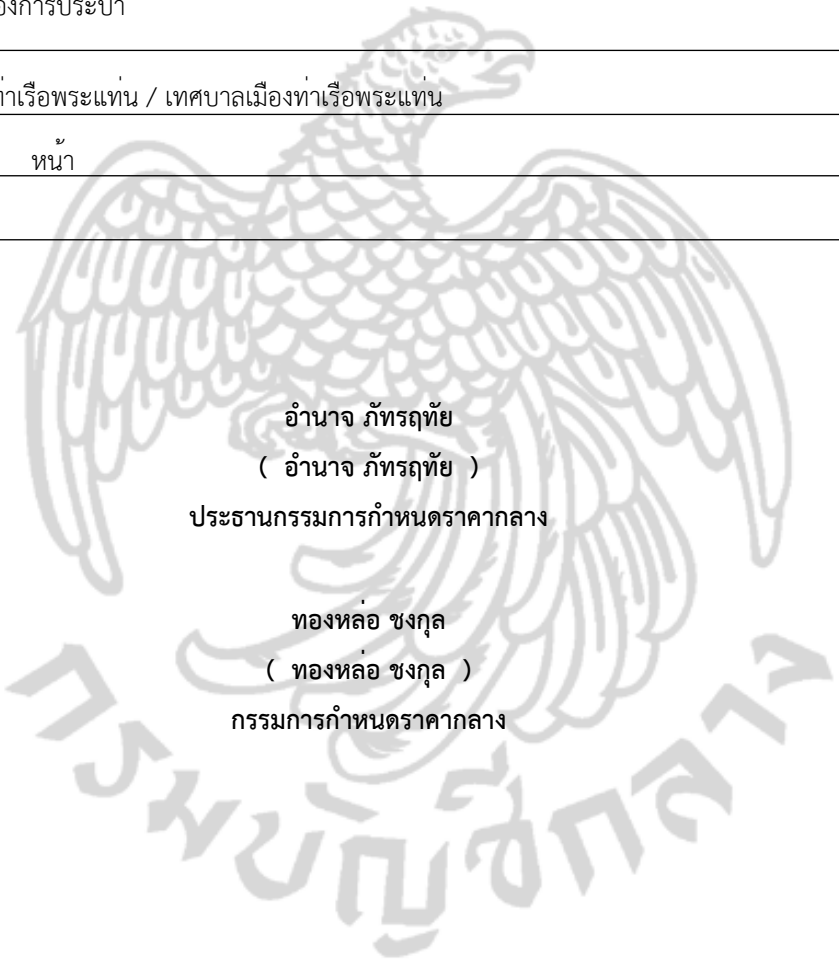 องการประปา
ท่าเรือพระแท่น / เทศบาลเมืองท่าเรือพระแท่น
หน้า
อำนาจ ภัทรฤทัย
( อำนาจ ภัทรฤทัย )
ประธานกรรมการกำหนดราคากลาง
ทองหล่อ ชงกุล
( ทองหล่อ ชงกุล )
กรรมการกำหนดราคากลาง
กรมบัญชีกลาง